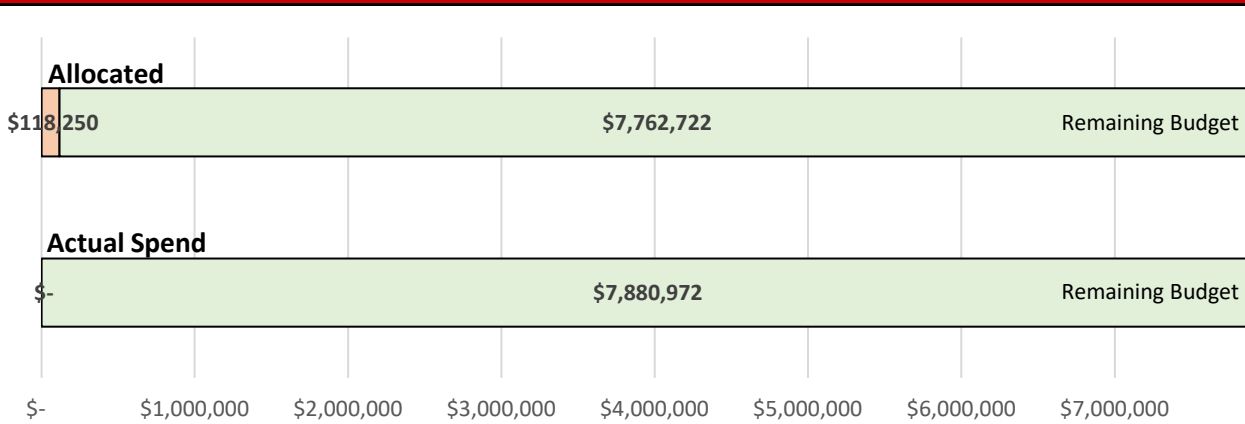 Allocated
$118,250 $7,762,722 Remaining Budget
Actual Spend
$- $7,880,972 Remaining Budget
$- $1,000,000 $2,000,000 $3,000,000 $4,000,000 $5,000,000 $6,000,000 $7,000,000